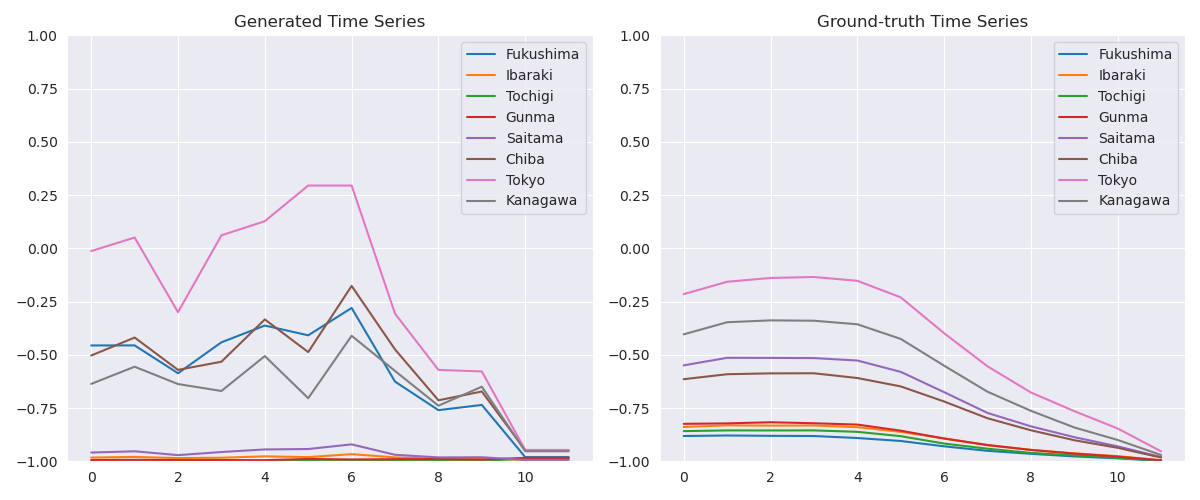 Generated Time Series
1.00
0.75
0.50
0.25
0.00
−0.25
−0.50
−0.75
−1.00
0 2 4 6 8 10
Fukushima
Ibaraki
Tochigi
Gunma
Saitama
Chiba
Tokyo
Kanagawa
Ground-truth Time Series
1.00
0.75
0.50
0.25
0.00
−0.25
−0.50
−0.75
−1.00
0 2 4 6 8 10
Fukushima
Ibaraki
Tochigi
Gunma
Saitama
Chiba
Tokyo
Kanagawa